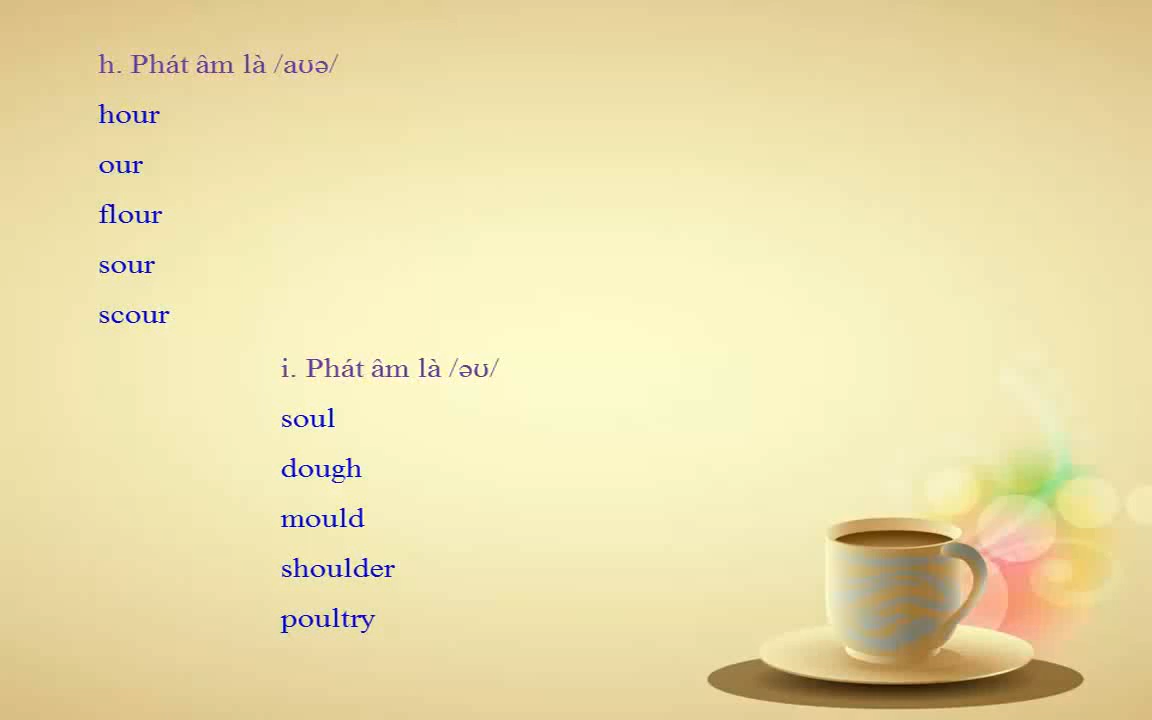 h. Phát âm là /aʊə/
hour
our
flour
sour
scour
i. Phát âm là /əʊ/
soul
dough
mould
shoulder
poultry